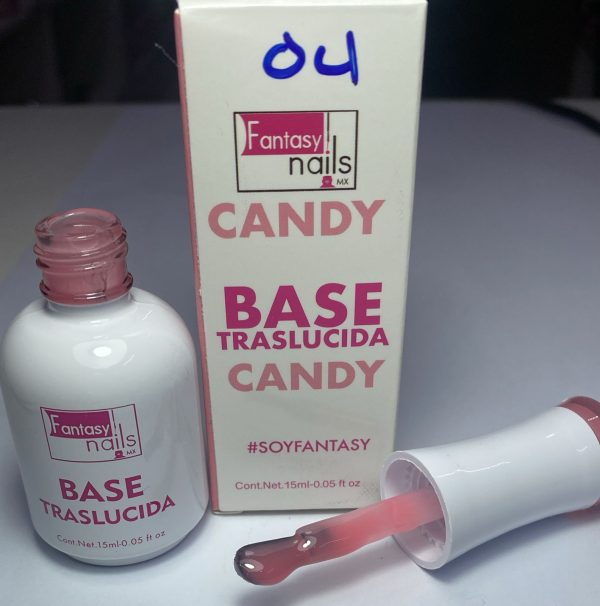 04
Fantasy
nails
MX
CANDY
BASE
TRASLUCIDA
CANDY
#SOYFANTASY
Cont.Net.15ml-0.05 ft oz
Fantasy
nails
MX
BASE
TRASLUCIDA
Cont.Net.15ml-0.05 ft oz